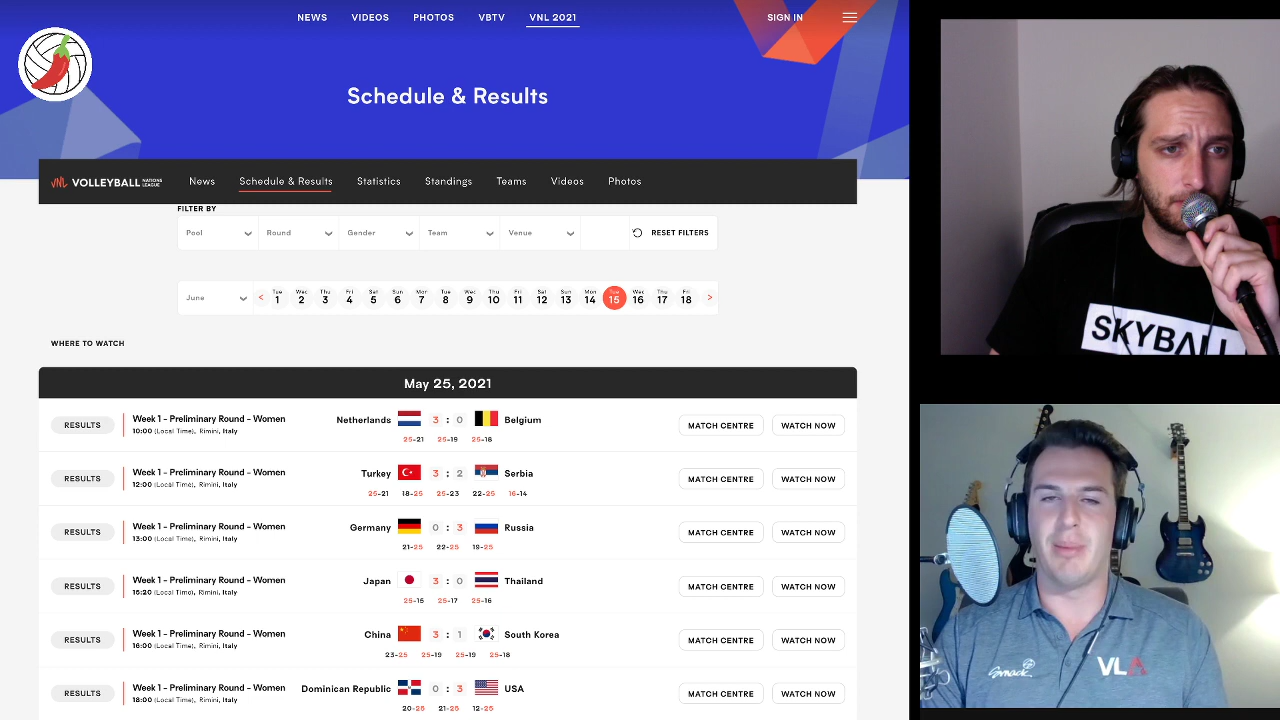 NEWS VIDEOS PHOTOS VBTV VNL 2021 SIGN IN
Schedule & Results
VNL VOLLEYBALL NATIONS LEAGUE News Schedule & Results Statistics Standings Teams Videos Photos
FILTER BY
Pool Round Gender Team Venue RESET FILTERS
June < Tue 1 Wed 2 Thu 3 Fri 4 Sat 5 Sun 6 Mon 7 Tue 8 Wed 9 Thu 10 Fri 11 Sat 12 Sun 13 Mon 14 Tue 15 Wed 16 Thu 17 Fri 18 >
WHERE TO WATCH
May 25, 2021
RESULTS Week 1 - Preliminary Round - Women Netherlands 3 : 0 Belgium MATCH CENTRE WATCH NOW
10:00 (Local Time), Rimini, Italy 25-21 25-19 25-18
RESULTS Week 1 - Preliminary Round - Women Turkey 3 : 2 Serbia MATCH CENTRE WATCH NOW
12:00 (Local Time), Rimini, Italy 25-21 18-25 25-23 22-25 16-14
RESULTS Week 1 - Preliminary Round - Women Germany 0 : 3 Russia MATCH CENTRE WATCH NOW
13:00 (Local Time), Rimini, Italy 21-25 22-25 19-25
RESULTS Week 1 - Preliminary Round - Women Japan 3 : 0 Thailand MATCH CENTRE WATCH NOW
15:20 (Local Time), Rimini, Italy 25-15 25-17 25-16
RESULTS Week 1 - Preliminary Round - Women China 3 : 1 South Korea MATCH CENTRE WATCH NOW
16:00 (Local Time), Rimini, Italy 23-25 25-19 25-19 25-18
RESULTS Week 1 - Preliminary Round - Women Dominican Republic 0 : 3 USA MATCH CENTRE WATCH NOW
18:00 (Local Time), Rimini, Italy 20-25 21-25 12-25
SKYBALL
Smack VLA